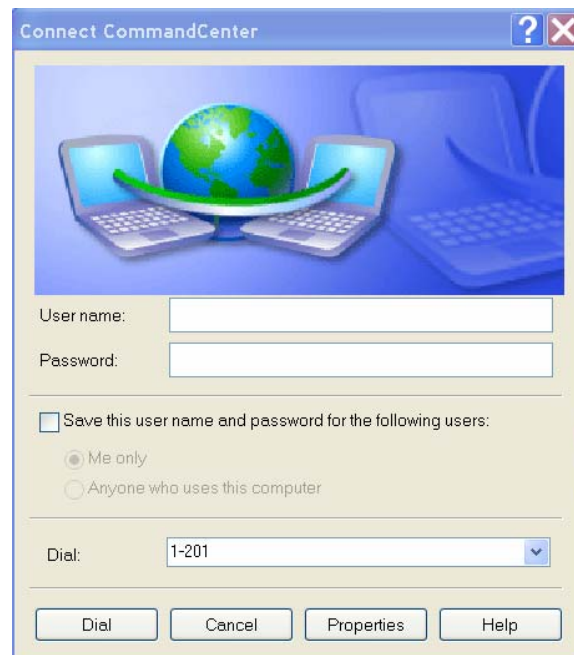 Connect CommandCenter
User name:
Password:
Save this user name and password for the following users:
Me only
Anyone who uses this computer
Dial: 1-201
Dial Cancel Properties Help